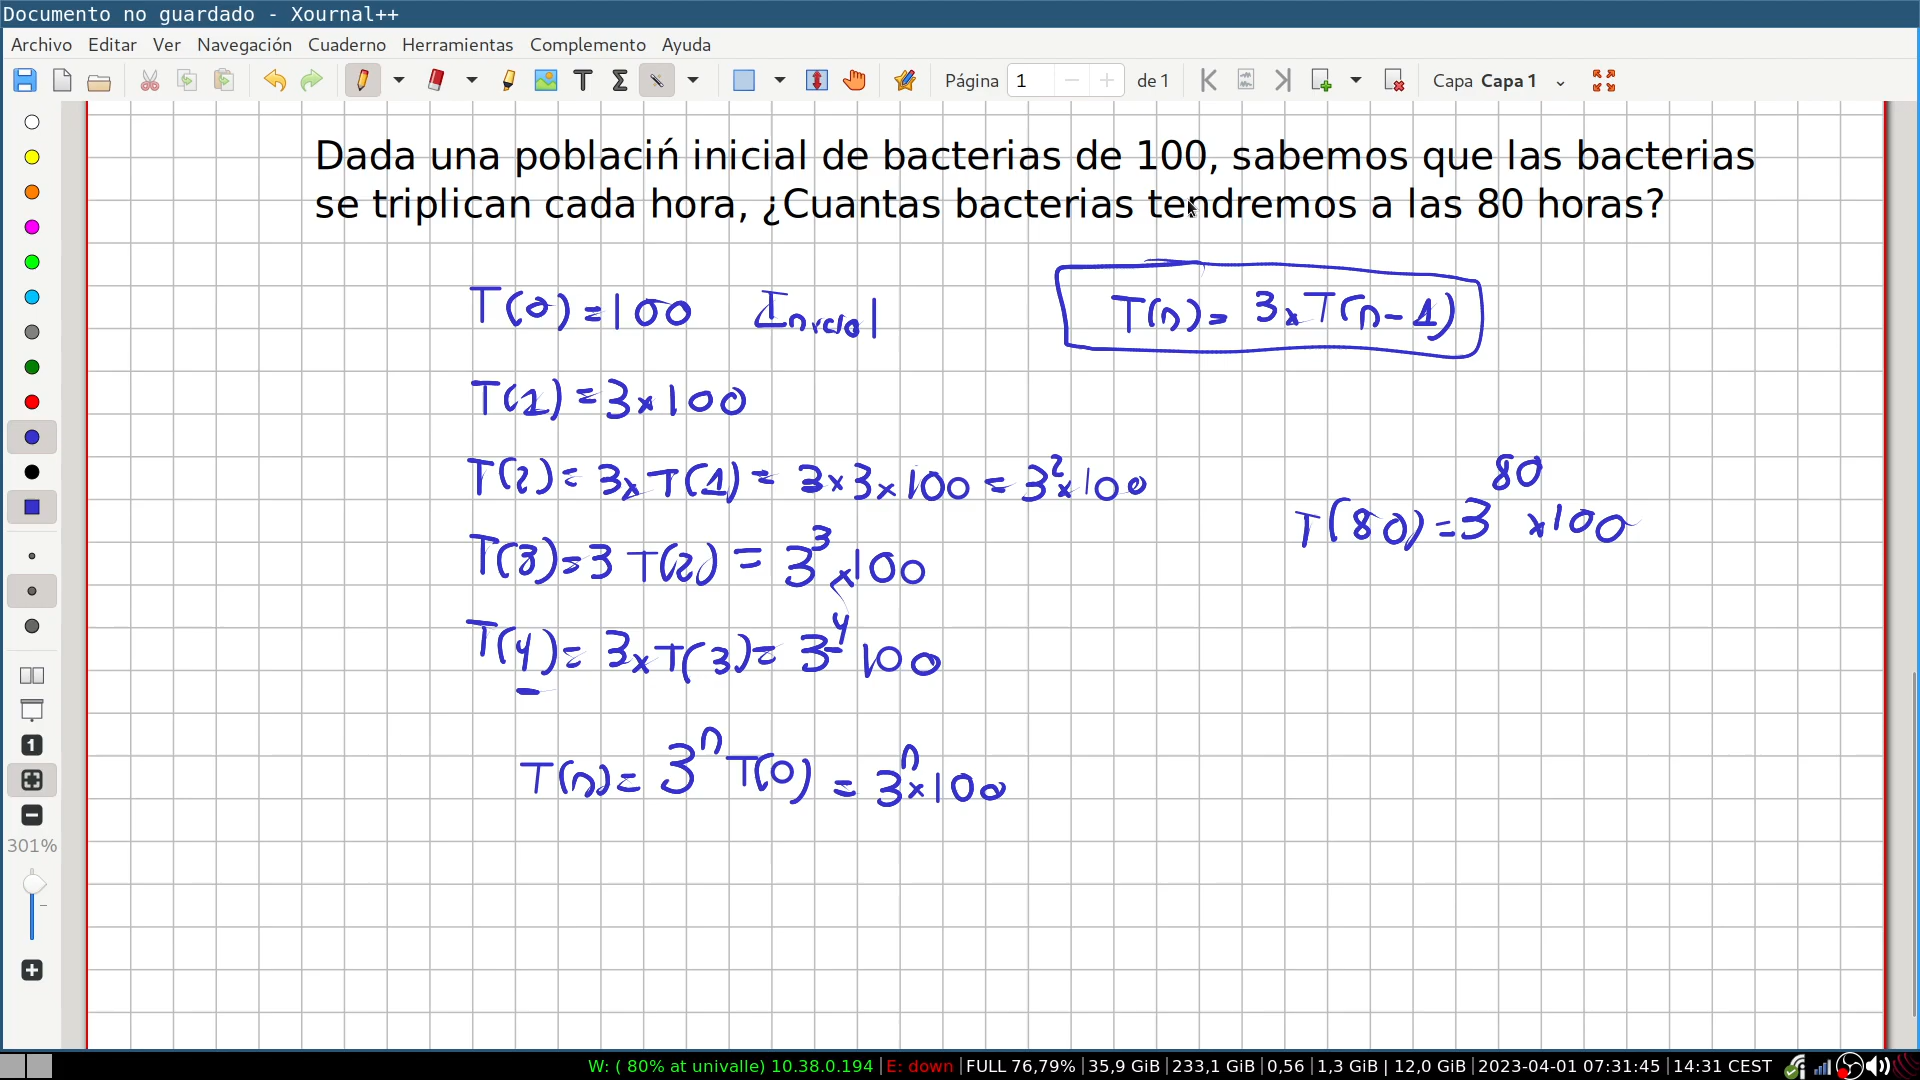 Documento no guardado - Xournal++
Archivo Editar Ver Navegación Cuaderno Herramientas Complemento Ayuda
Página 1 de 1 Capa Capa 1
Dada una poblaciń inicial de bacterias de 100, sabemos que las bacterias
se triplican cada hora, ¿Cuantas bacterias tendremos a las 80 horas?
T(0)=100 Inicial
T(n)= 3xT(n-1)
T(1)=3x100
T(2)= 3xT(1)= 3x3x100=3²x100
T(80)=3⁸⁰x100
T(3)=3 T(2) = 3³x100
T(4)= 3xT(3)= 3⁴ 100
T(n)= 3ⁿT(0) = 3ⁿx100
1
301%
W: ( 80% at univalle) 10.38.0.194 |E: down |FULL 76,79% |35,9 GiB |233,1 GiB |0,56 |1,3 GiB | 12,0 GiB |2023-04-01 07:31:45 |14:31 CEST